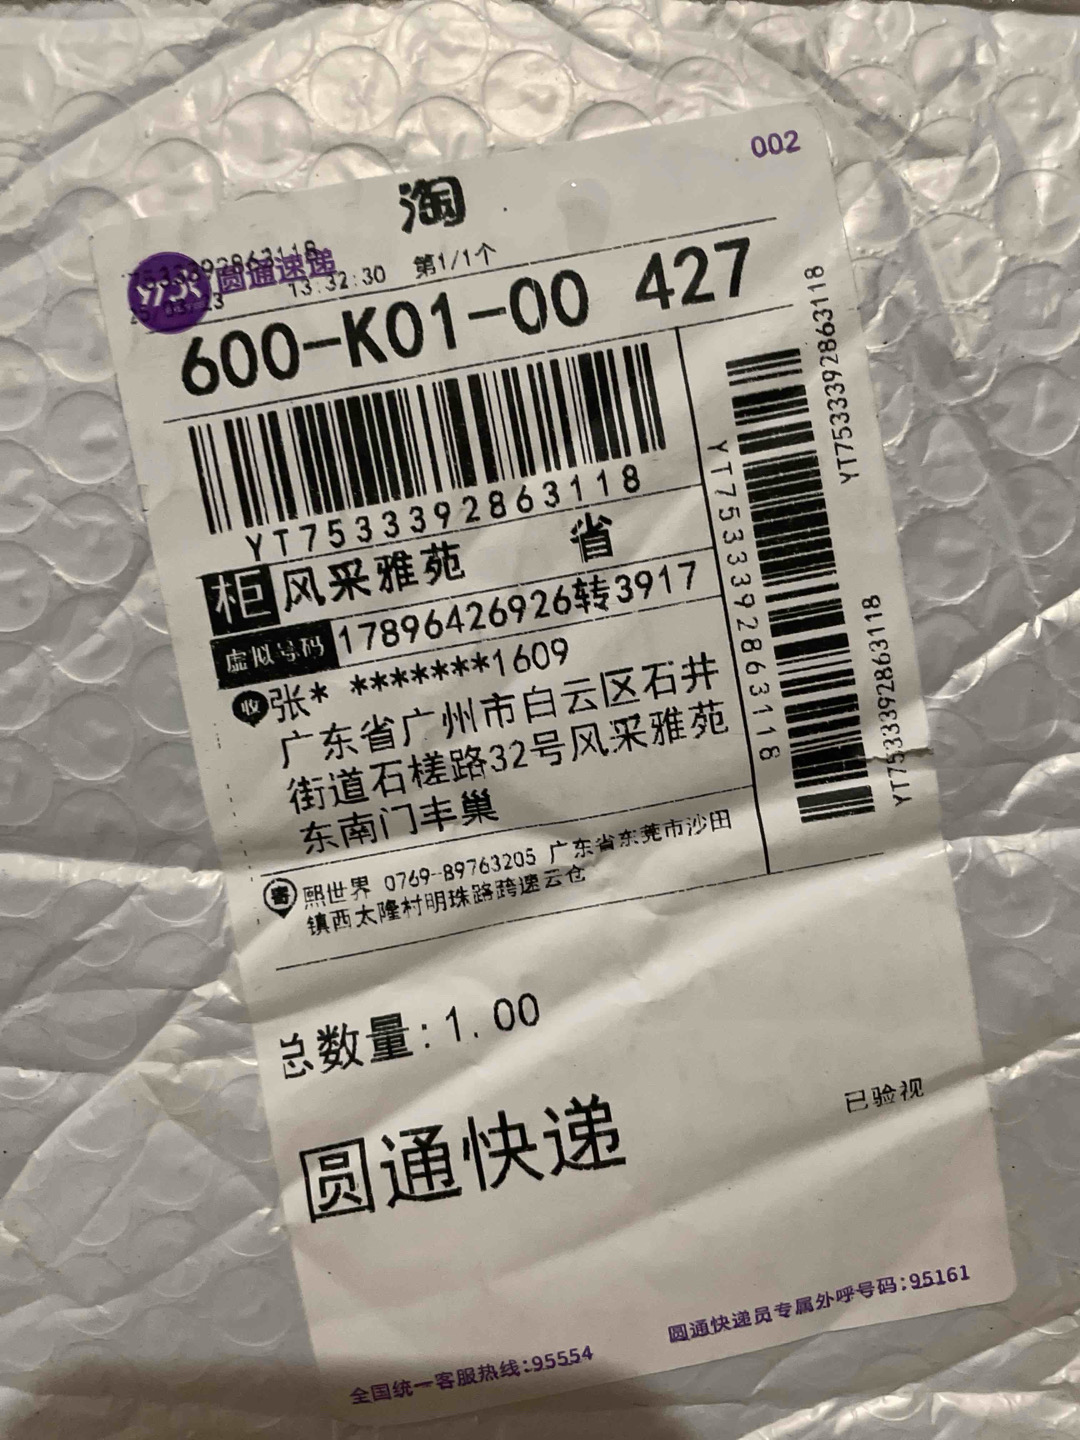 002
淘
圆通速递
13:32:30 第1/1个
600-K01-00 427
YT7533392863118
YT7533392863118
YT7533392863118
YT7533392863118
柜 风采雅苑 省
虚拟号码 17896426926转3917
收 张* *******1609
广东省广州市白云区石井
街道石槎路32号风采雅苑
东南门丰巢
寄 熙世界 0769-89763205 广东省东莞市沙田
镇西太隆村明珠路跨速云仓
总数量:1.00
已验视
圆通快递
圆通快递员专属外呼号码:95161
全国统一客服热线:95554